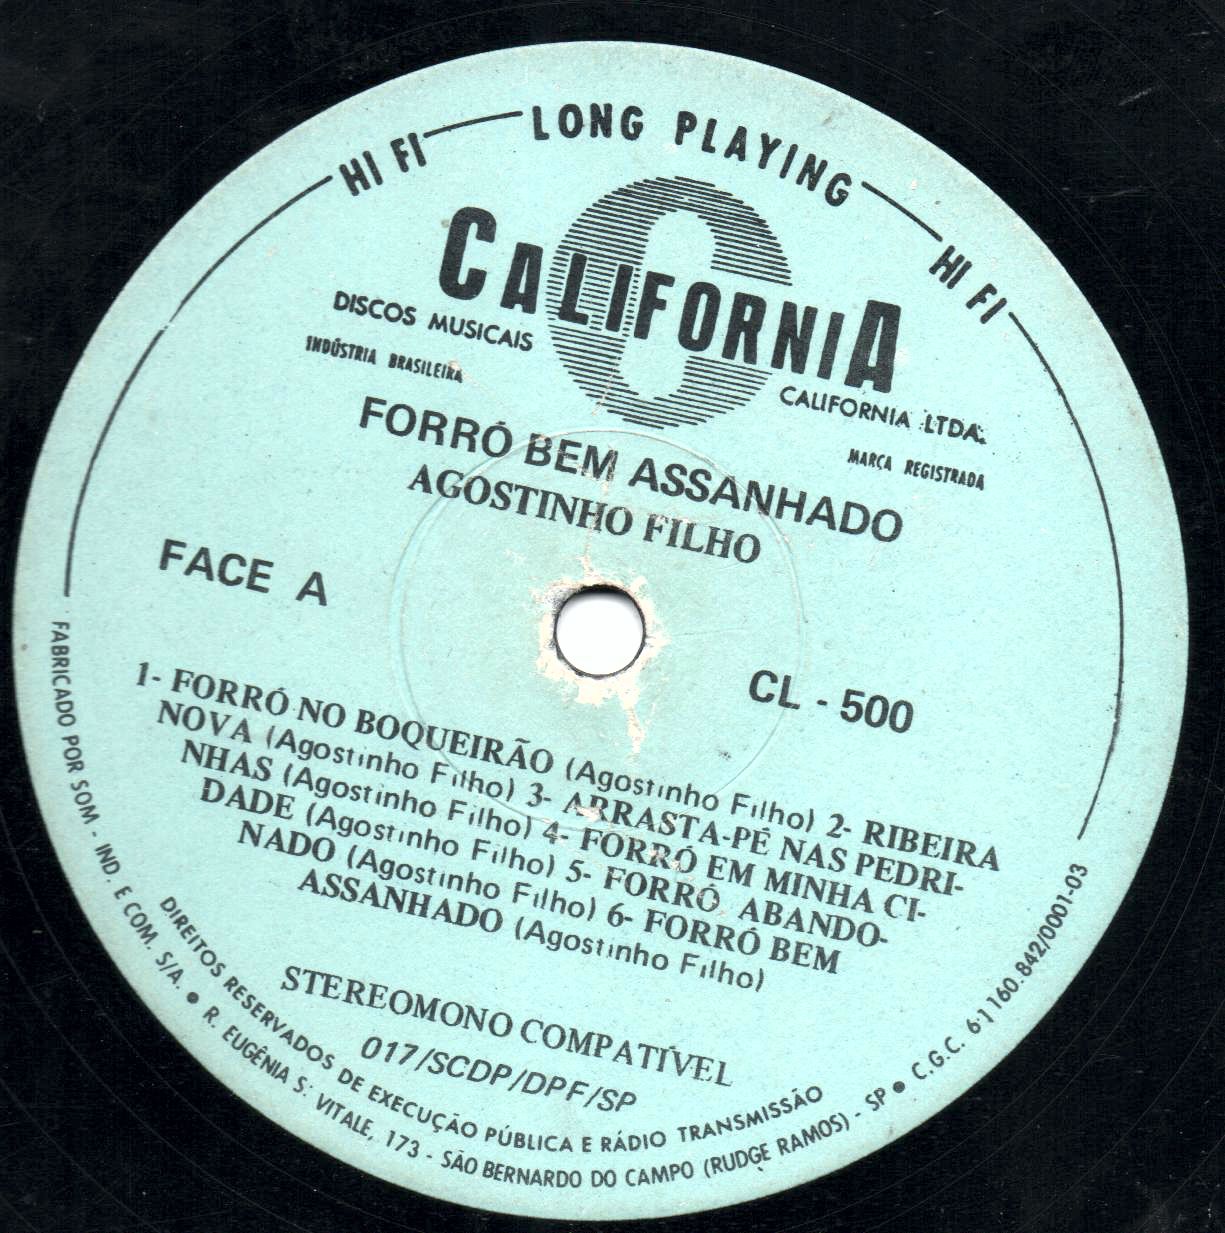 HI FI LONG PLAYING HI FI
CALIFORNIA
DISCOS MUSICAIS
CALIFORNIA LTDA.
INDÚSTRIA BRASILEIRA
MARCA REGISTRADA
FORRÓ BEM ASSANHADO
AGOSTINHO FILHO
FACE A
CL - 500
1- FORRÓ NO BOQUEIRÃO (Agostinho Filho) 2- RIBEIRA
NOVA (Agostinho Filho) 3- ARRASTA-PÉ NAS PEDRI-
NHAS (Agostinho Filho) 4- FORRÓ EM MINHA CI-
DADE (Agostinho Filho) 5- FORRÓ ABANDO-
NADO (Agostinho Filho) 6- FORRÓ BEM
ASSANHADO (Agostinho Filho)
STEREOMONO COMPATÍVEL
017/SCDP/DPF/SP
DIREITOS RESERVADOS DE EXECUÇÃO PÚBLICA E RÁDIO TRANSMISSÃO
FABRICADO POR SOM - IND. E COM. S/A. ● R. EUGÊNIA S. VITALE, 173 - SÃO BERNARDO DO CAMPO (RUDGE RAMOS) - SP ● C.G.C. 61160.842/0001-03